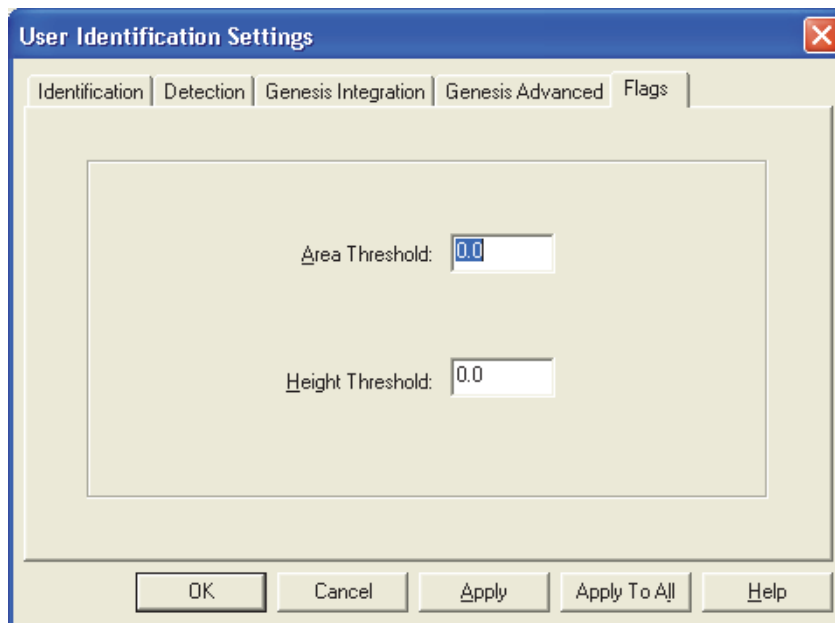 User Identification Settings
Identification Detection Genesis Integration Genesis Advanced Flags
Area Threshold: 0.0
Height Threshold: 0.0
OK Cancel Apply Apply To All Help